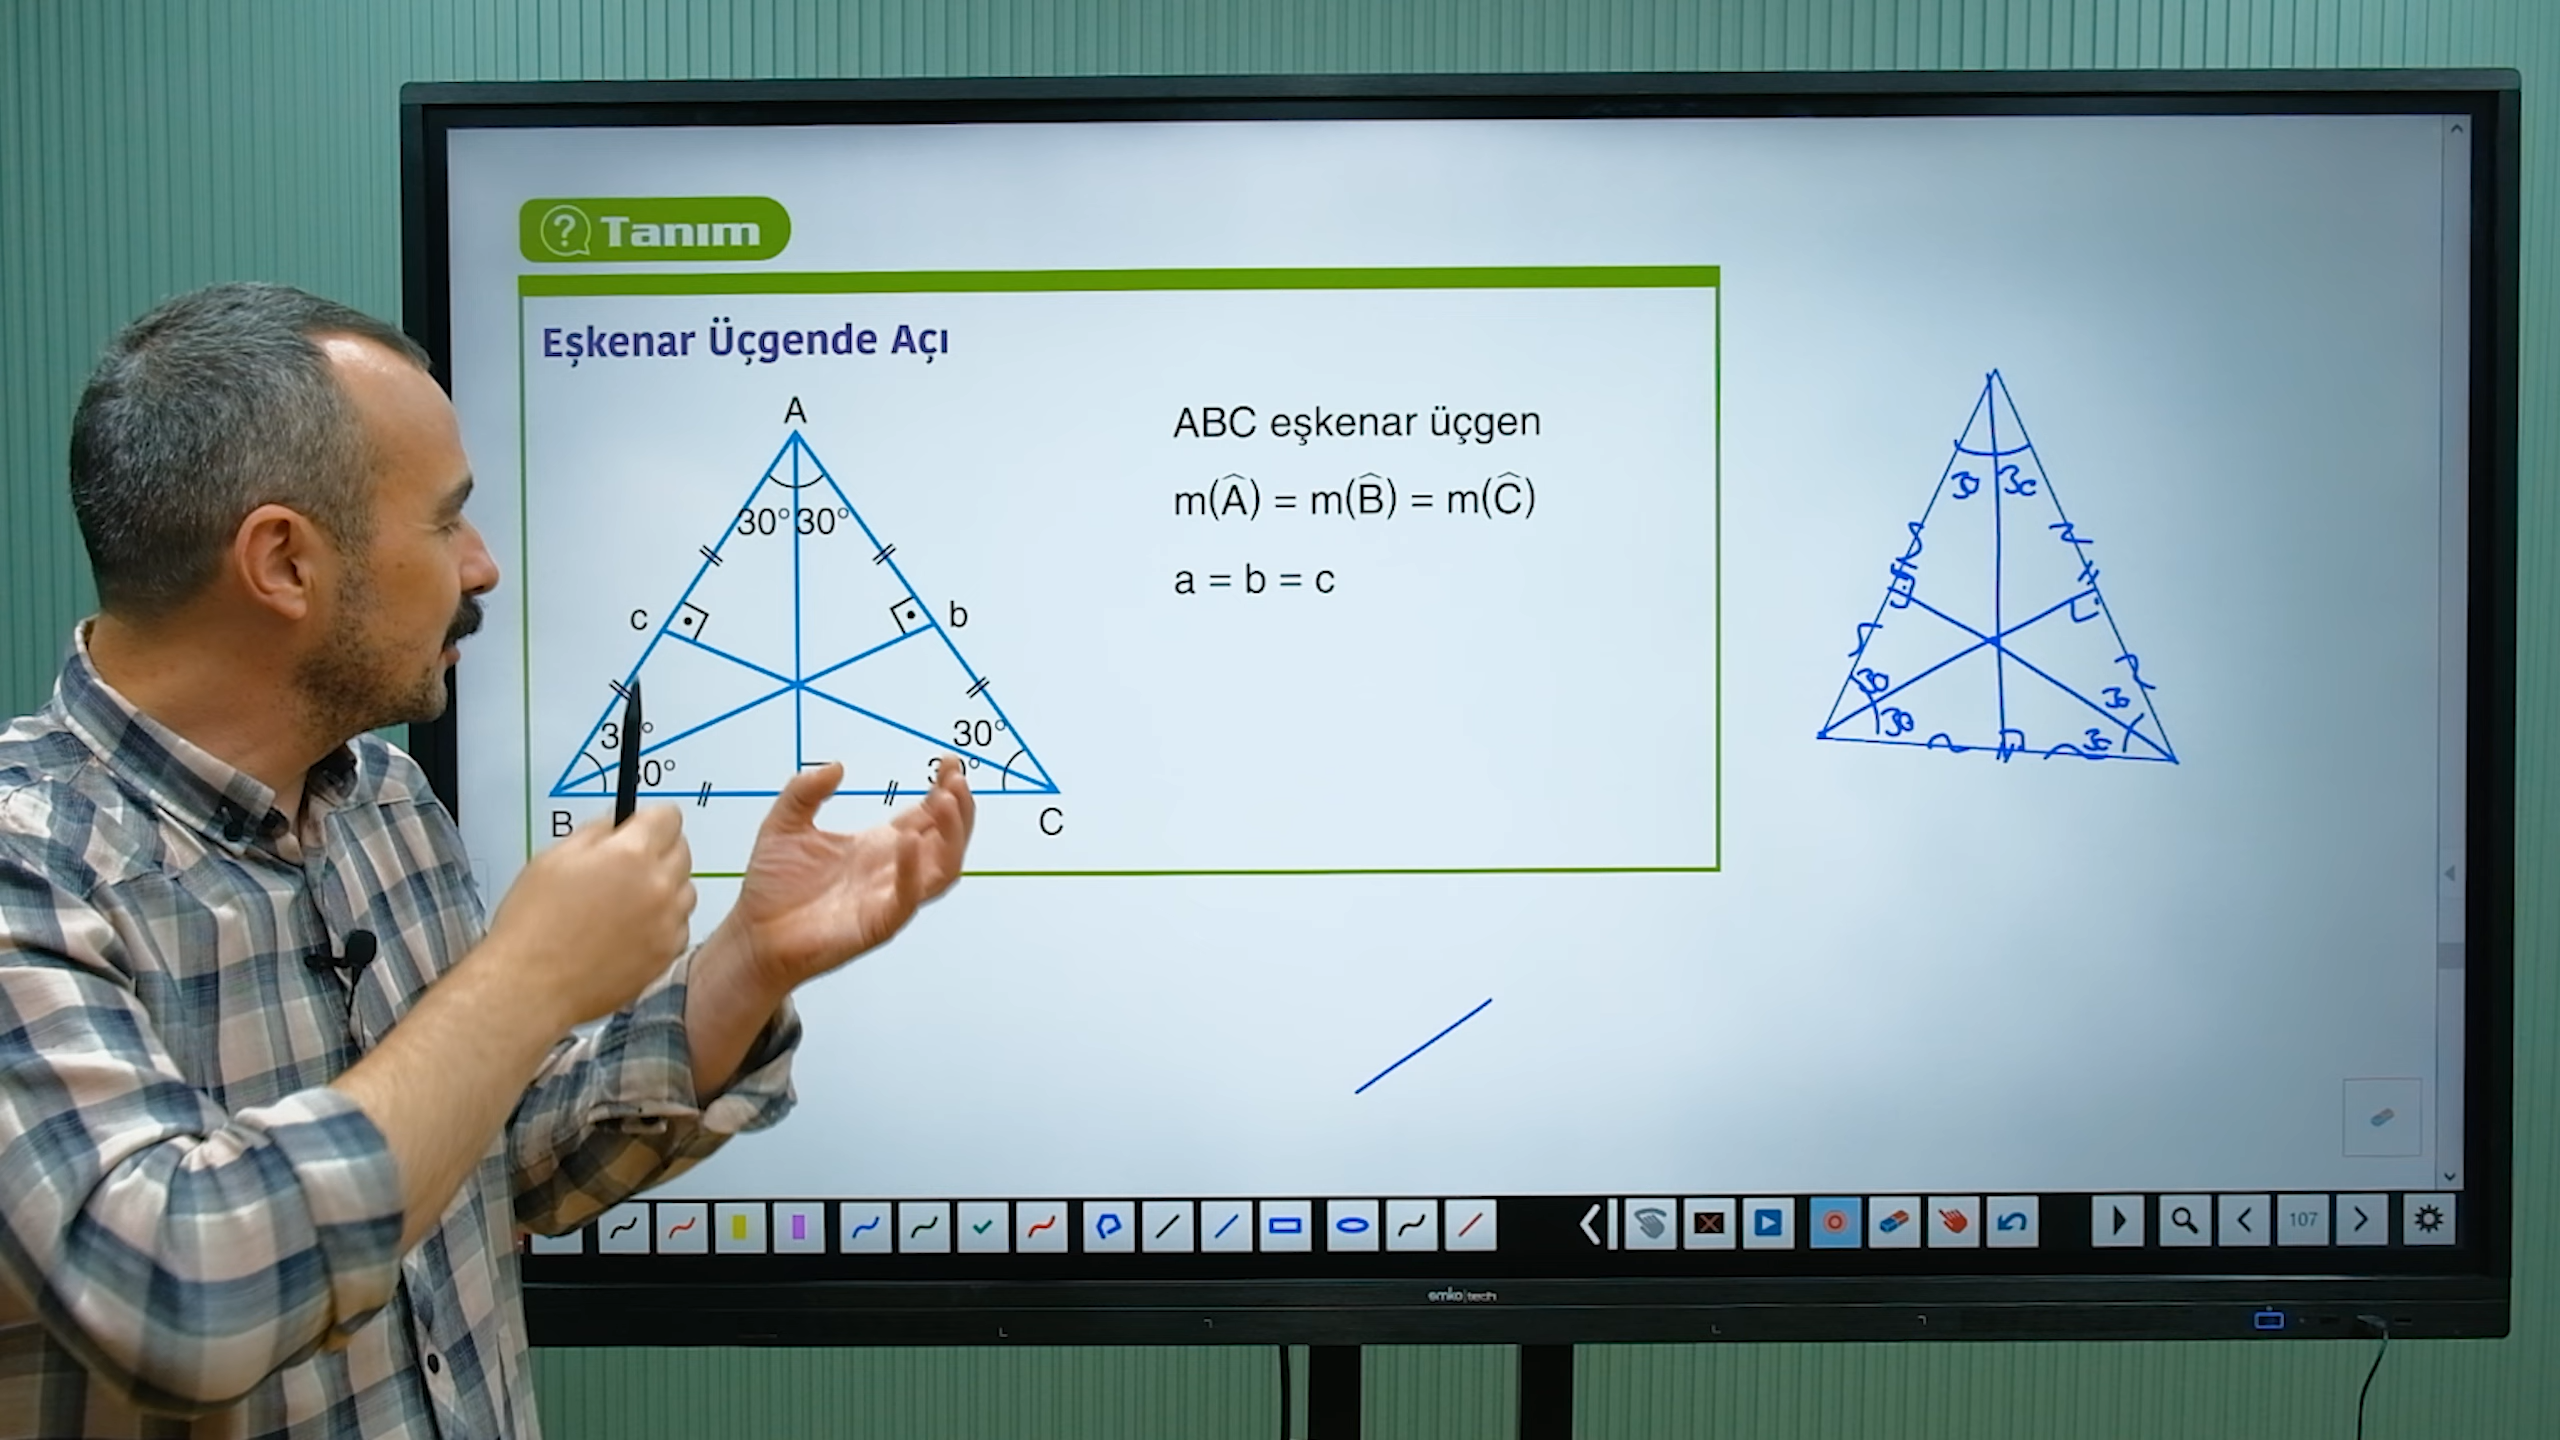 ? Tanım
Eşkenar Üçgende Açı
A
30° 30°
c
b
30°
30°
30°
B
C
ABC eşkenar üçgen
m(Â) = m(B̂) = m(Ĉ)
a = b = c
30 30
30
30
30
30
107
emko|tech